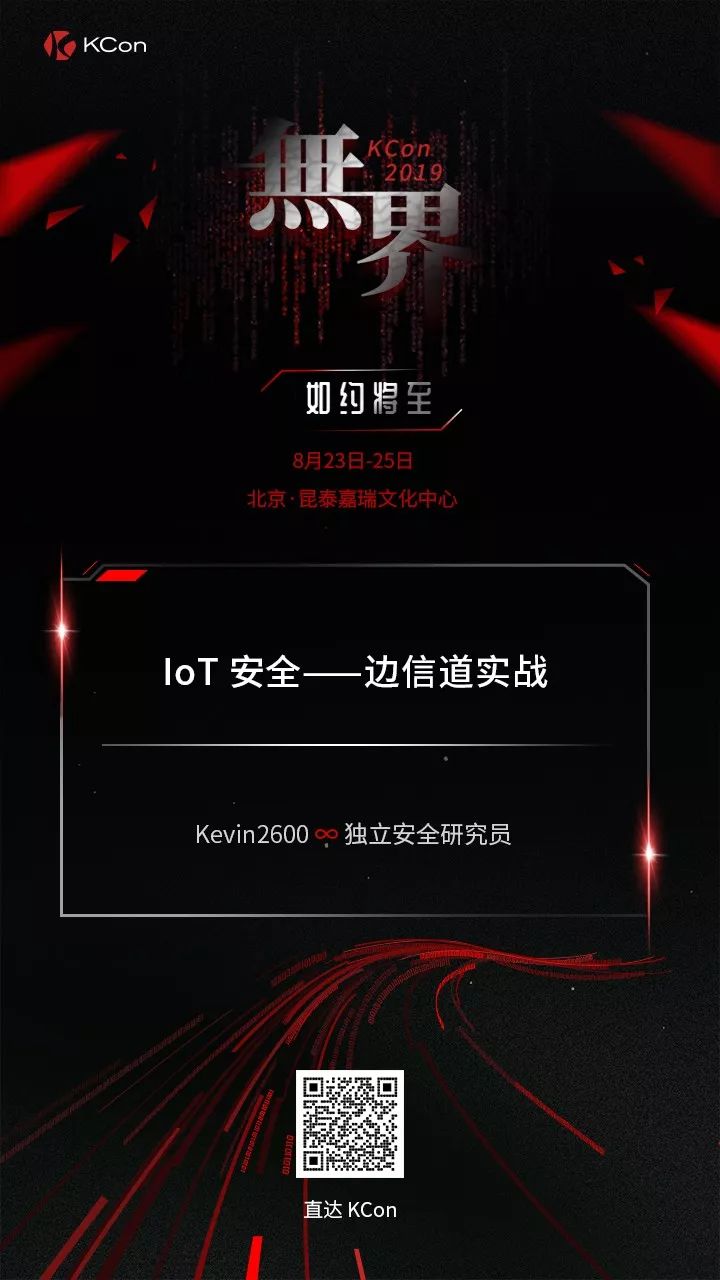 KCon
無界
KCon
2019
如约将至
8月23日-25日
北京·昆泰嘉瑞文化中心
IoT 安全——边信道实战
Kevin2600 ∞ 独立安全研究员
直达 KCon